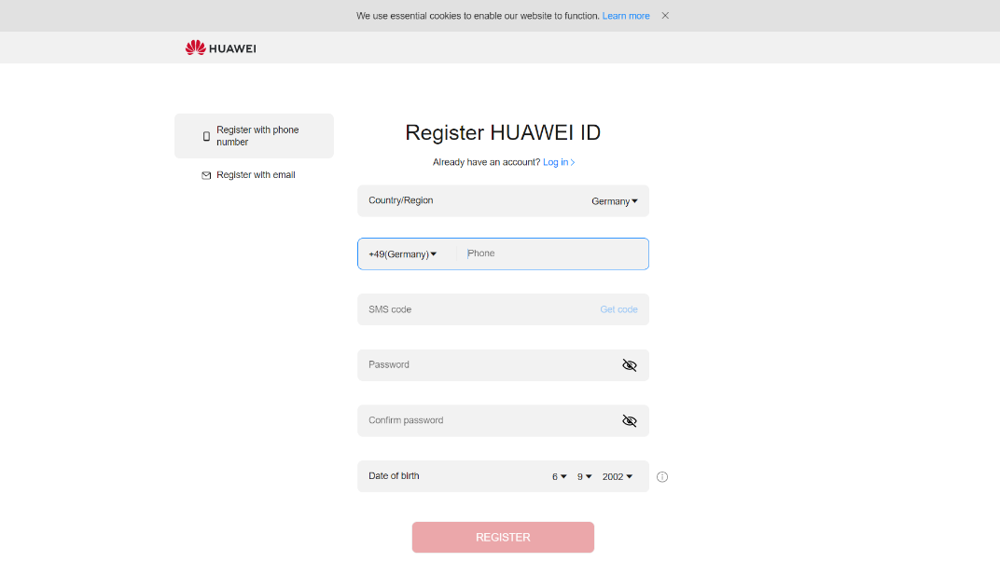 We use essential cookies to enable our website to function. Learn more
HUAWEI
Register with phone
number
Register with email
Register HUAWEI ID
Already have an account? Log in
Country/Region Germany
+49(Germany) Phone
SMS code Get code
Password
Confirm password
Date of birth 6 9 2002
REGISTER